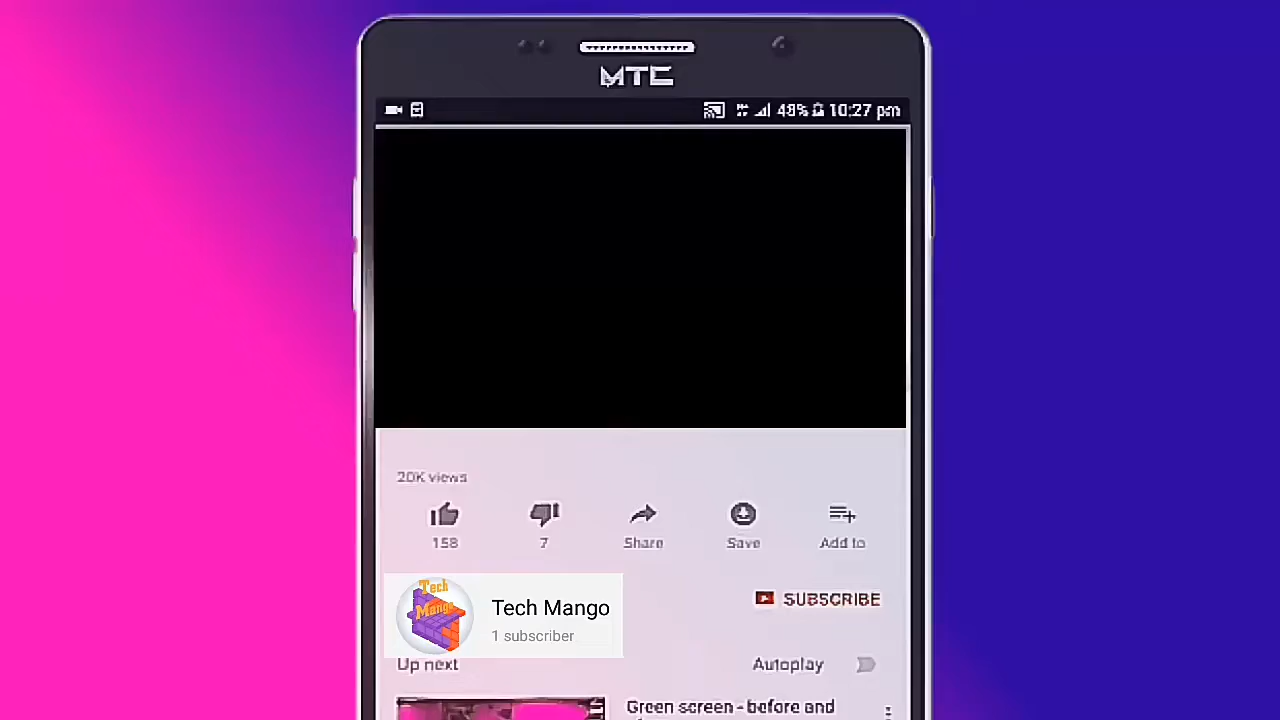 MTC
48% 10:27 pm
20K views
158
7
Share
Save
Add to
Tech
Mango
Tech Mango
1 subscriber
SUBSCRIBE
Up next
Autoplay
Green screen - before and